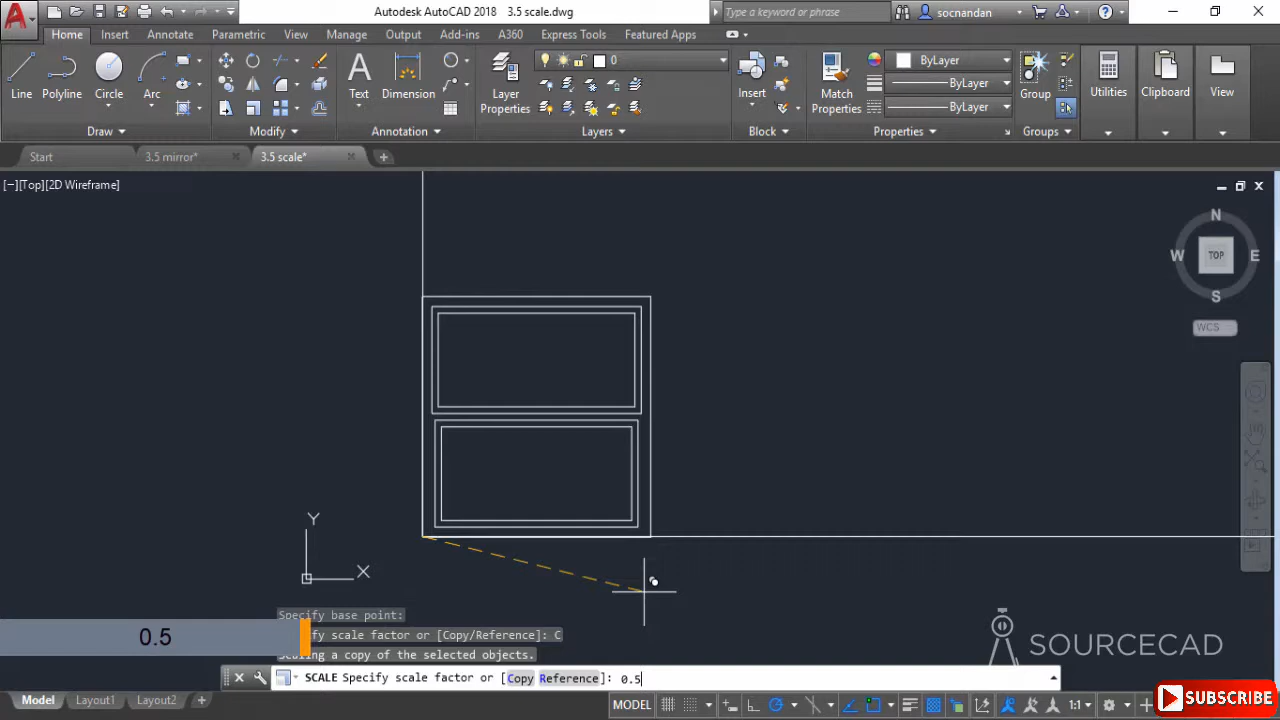 Autodesk AutoCAD 2018 3.5 scale.dwg
Type a keyword or phrase
socnandan
Home Insert Annotate Parametric View Manage Output Add-ins A360 Express Tools Featured Apps
Line Polyline Circle Arc
Text Dimension
Layer Properties
0
Insert
Match Properties
ByLayer
ByLayer
ByLayer
Group
Utilities
Clipboard
View
Draw Modify Annotation Layers Block Properties Groups
Start 3.5 mirror* 3.5 scale*
[−][Top][2D Wireframe]
N
W TOP E
S
WCS
Y
X
Specify base point:
0.5
fy scale factor or [Copy/Reference]: C
Scaling a copy of the selected objects.
SOURCECAD
SCALE Specify scale factor or [Copy Reference]: 0.5
Model Layout1 Layout2
MODEL
1:1
SUBSCRIBE